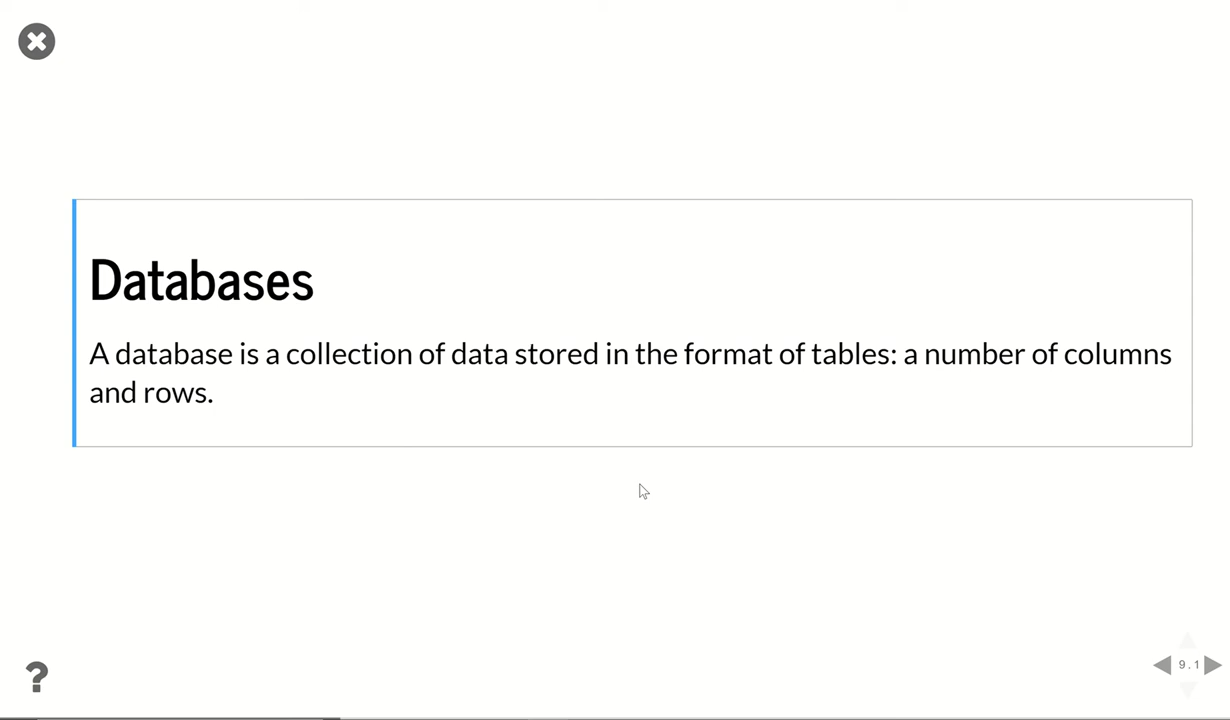 Databases
A database is a collection of data stored in the format of tables: a number of columns
and rows.
?
9.1